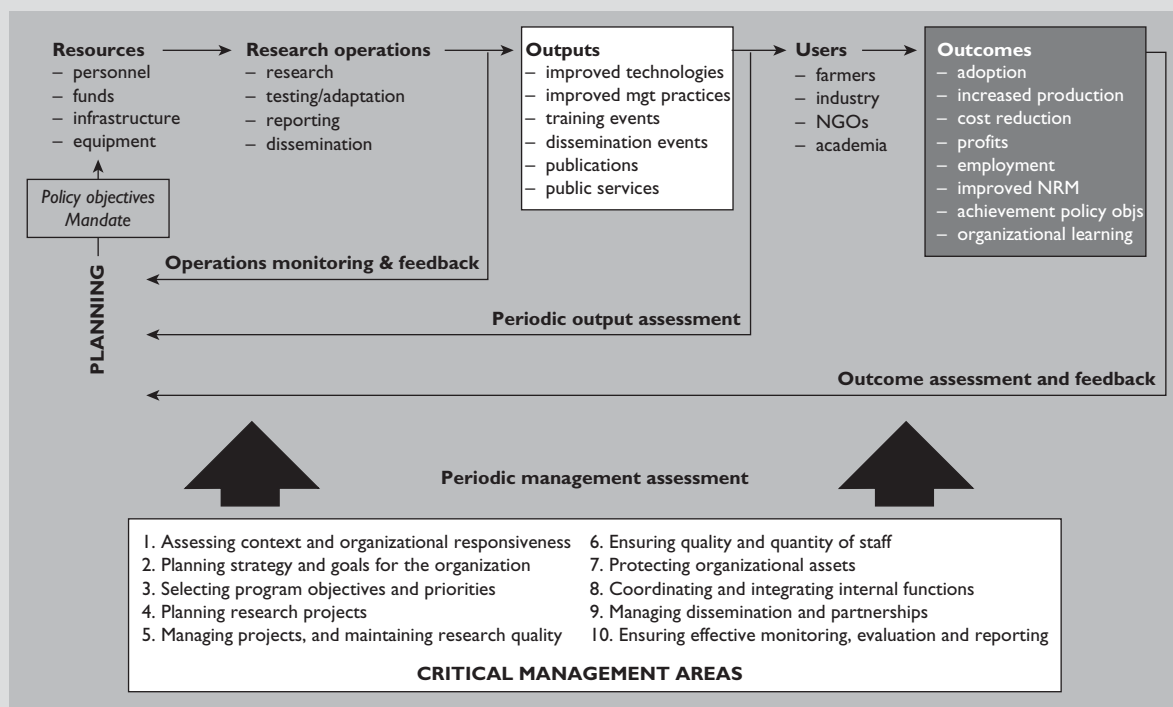 Resources
– personnel
– funds
– infrastructure
– equipment
Research operations
– research
– testing/adaptation
– reporting
– dissemination
Outputs
– improved technologies
– improved mgt practices
– training events
– dissemination events
– publications
– public services
Users
– farmers
– industry
– NGOs
– academia
Outcomes
– adoption
– increased production
– cost reduction
– profits
– employment
– improved NRM
– achievement policy objs
– organizational learning
Policy objectives
Mandate
PLANNING
Operations monitoring & feedback
Periodic output assessment
Outcome assessment and feedback
Periodic management assessment
1. Assessing context and organizational responsiveness
2. Planning strategy and goals for the organization
3. Selecting program objectives and priorities
4. Planning research projects
5. Managing projects, and maintaining research quality
6. Ensuring quality and quantity of staff
7. Protecting organizational assets
8. Coordinating and integrating internal functions
9. Managing dissemination and partnerships
10. Ensuring effective monitoring, evaluation and reporting
CRITICAL MANAGEMENT AREAS